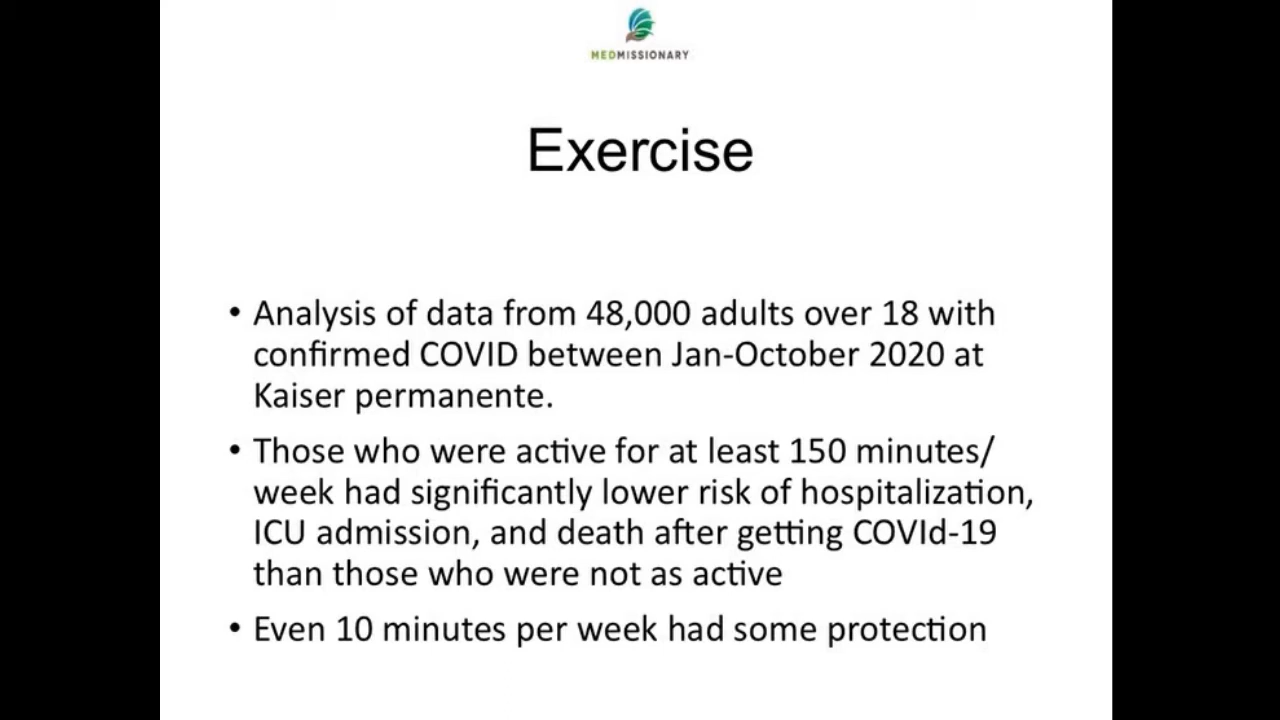 MEDMISSIONARY
Exercise
• Analysis of data from 48,000 adults over 18 with
confirmed COVID between Jan-October 2020 at
Kaiser permanente.
• Those who were active for at least 150 minutes/
week had significantly lower risk of hospitalization,
ICU admission, and death after getting COVId-19
than those who were not as active
• Even 10 minutes per week had some protection